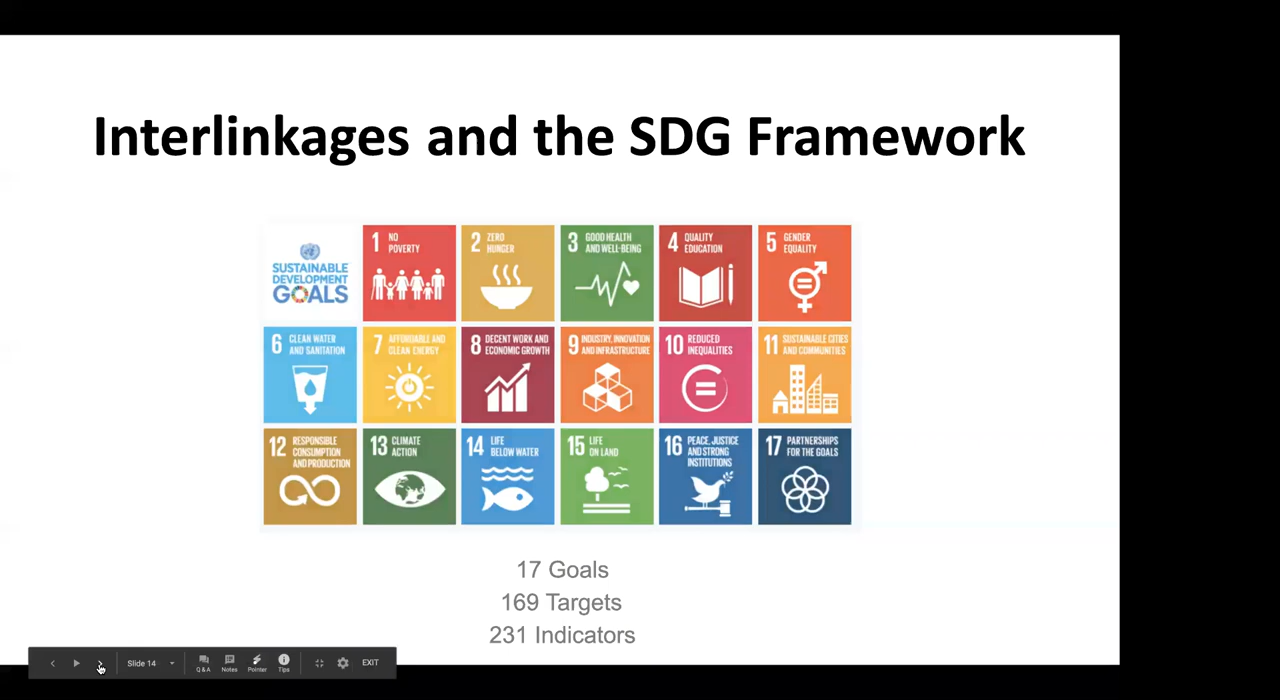 Interlinkages and the SDG Framework
SUSTAINABLE
DEVELOPMENT
GOALS
1 NO
POVERTY
2 ZERO
HUNGER
3 GOOD HEALTH
AND WELL-BEING
4 QUALITY
EDUCATION
5 GENDER
EQUALITY
6 CLEAN WATER
AND SANITATION
7 AFFORDABLE AND
CLEAN ENERGY
8 DECENT WORK AND
ECONOMIC GROWTH
9 INDUSTRY, INNOVATION
AND INFRASTRUCTURE
10 REDUCED
INEQUALITIES
11 SUSTAINABLE CITIES
AND COMMUNITIES
12 RESPONSIBLE
CONSUMPTION
AND PRODUCTION
13 CLIMATE
ACTION
14 LIFE
BELOW WATER
15 LIFE
ON LAND
16 PEACE, JUSTICE
AND STRONG
INSTITUTIONS
17 PARTNERSHIPS
FOR THE GOALS
17 Goals
169 Targets
231 Indicators
Slide 14
Q & A
Notes
Pointer
Tips
EXIT